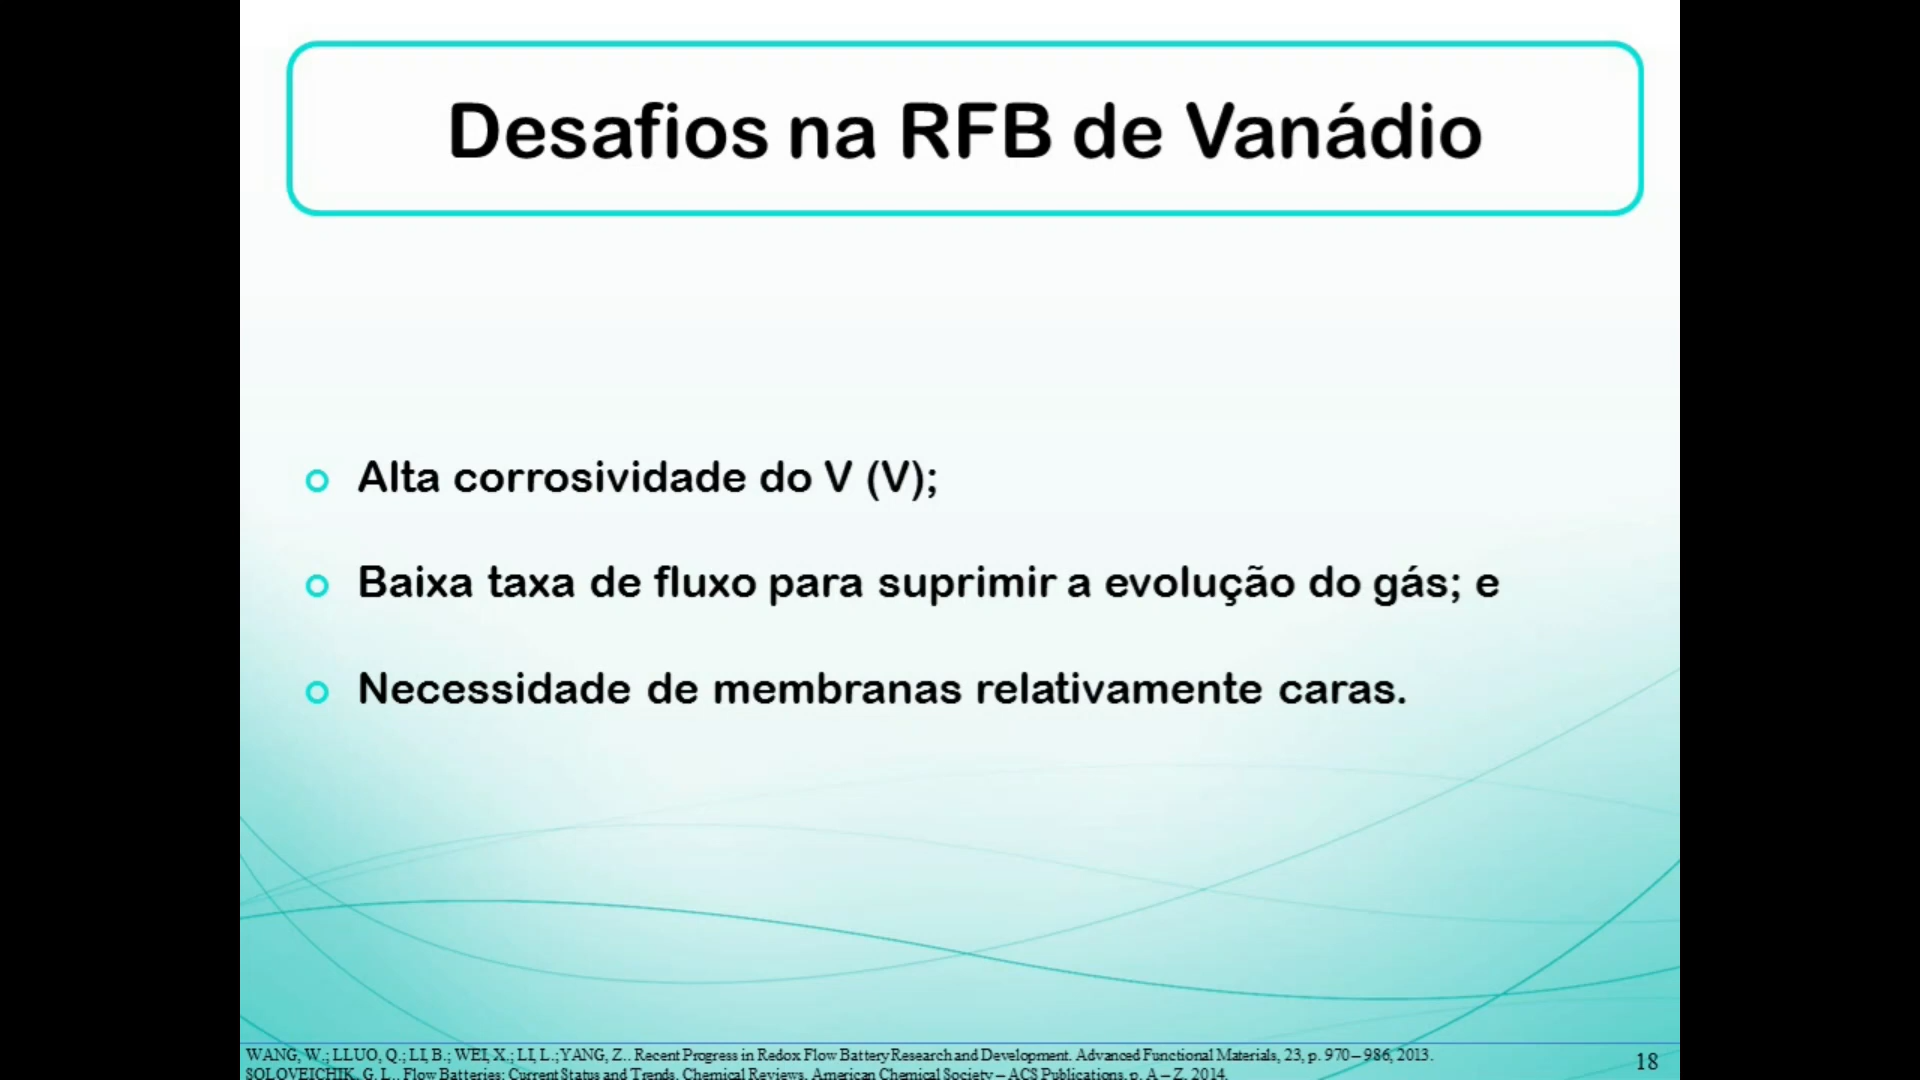 Desafios na RFB de Vanádio
Alta corrosividade do V (V);
Baixa taxa de fluxo para suprimir a evolução do gás; e
Necessidade de membranas relativamente caras.
WANG, W.; LLUO, Q.; LI, B.; WEI, X.; LI, L.; YANG, Z.. Recent Progress in Redox Flow Battery Research and Development. Advanced Functional Materials, 23, p. 970–986, 2013.
SOLOVEICHIK, G. L.. Flow Batteries: Current Status and Trends. Chemical Reviews, American Chemical Society – ACS Publications, p. A – Z, 2014.
18